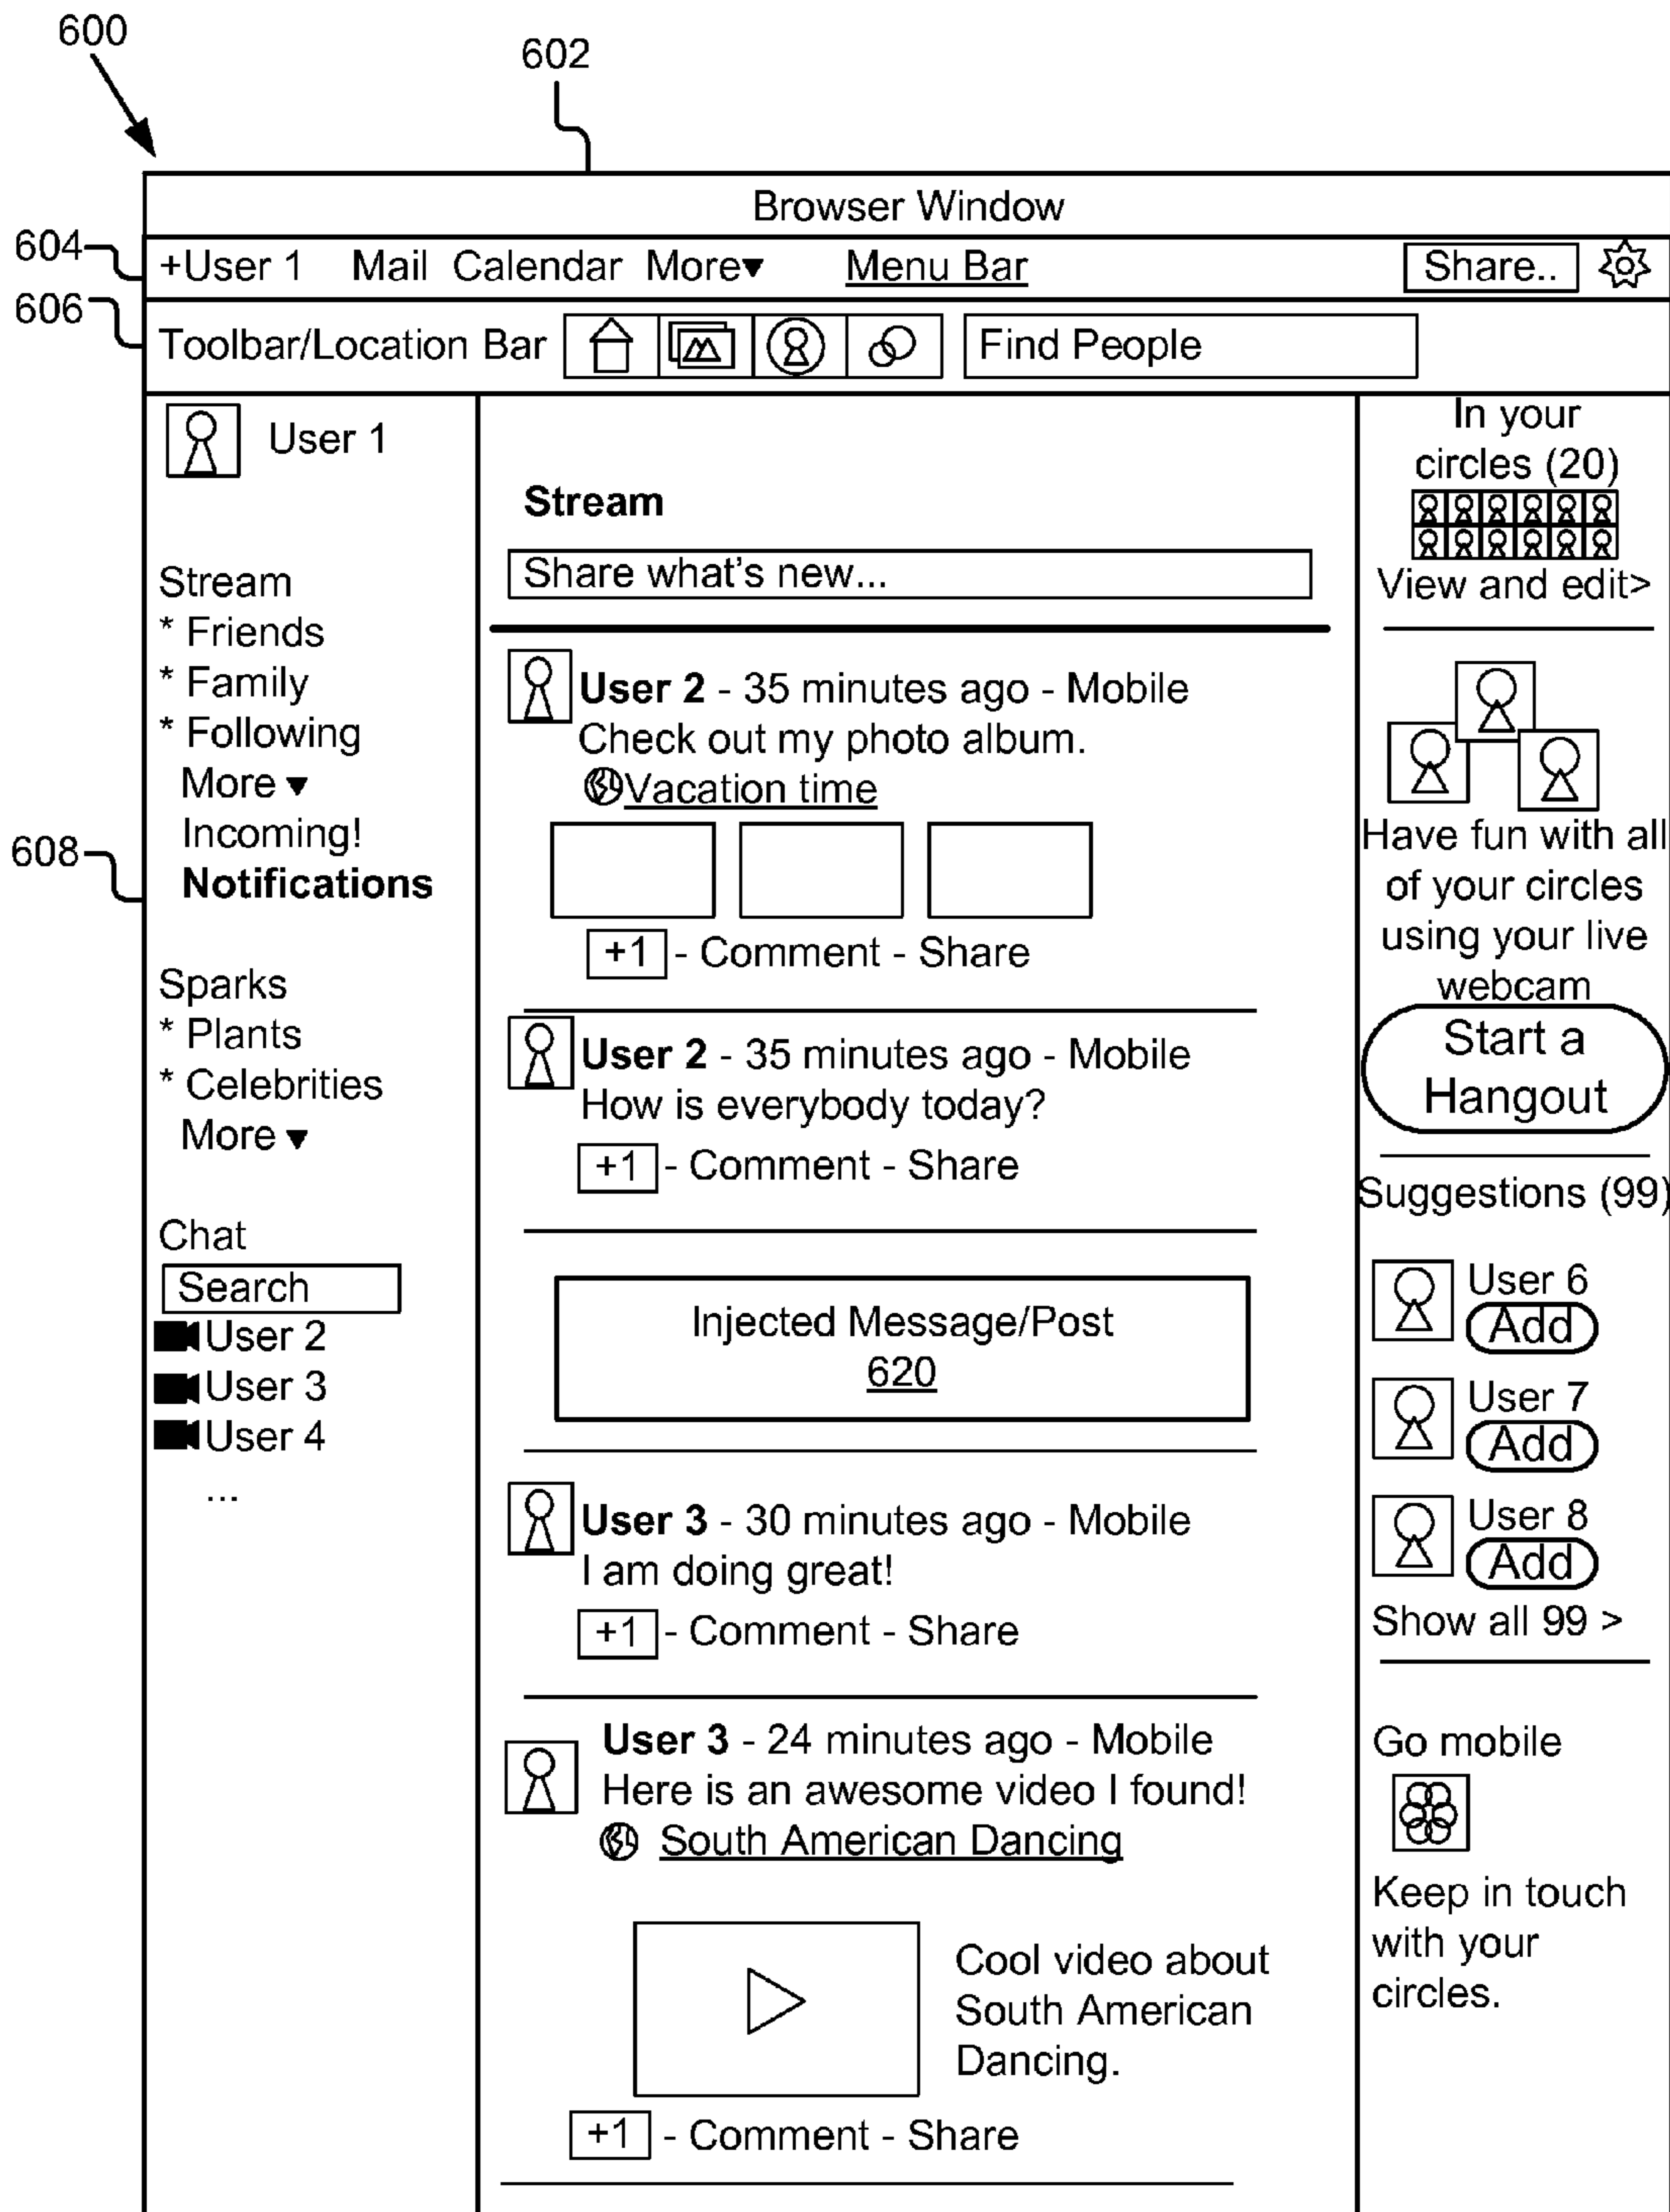 600
602
Browser Window
604
+User 1 Mail Calendar More▾ Menu Bar Share..
606
Toolbar/Location Bar Find People
User 1
Stream
* Friends
* Family
* Following
More ▾
Incoming!
608
Notifications
Sparks
* Plants
* Celebrities
More ▾
Chat
Search
User 2
User 3
User 4
...
Stream
Share what's new...
User 2 - 35 minutes ago - Mobile
Check out my photo album.
Vacation time
+1 - Comment - Share
User 2 - 35 minutes ago - Mobile
How is everybody today?
+1 - Comment - Share
Injected Message/Post
620
User 3 - 30 minutes ago - Mobile
I am doing great!
+1 - Comment - Share
User 3 - 24 minutes ago - Mobile
Here is an awesome video I found!
South American Dancing
Cool video about
South American
Dancing.
+1 - Comment - Share
In your
circles (20)
View and edit>
Have fun with all
of your circles
using your live
webcam
Start a
Hangout
Suggestions (99)
User 6
Add
User 7
Add
User 8
Add
Show all 99 >
Go mobile
Keep in touch
with your
circles.